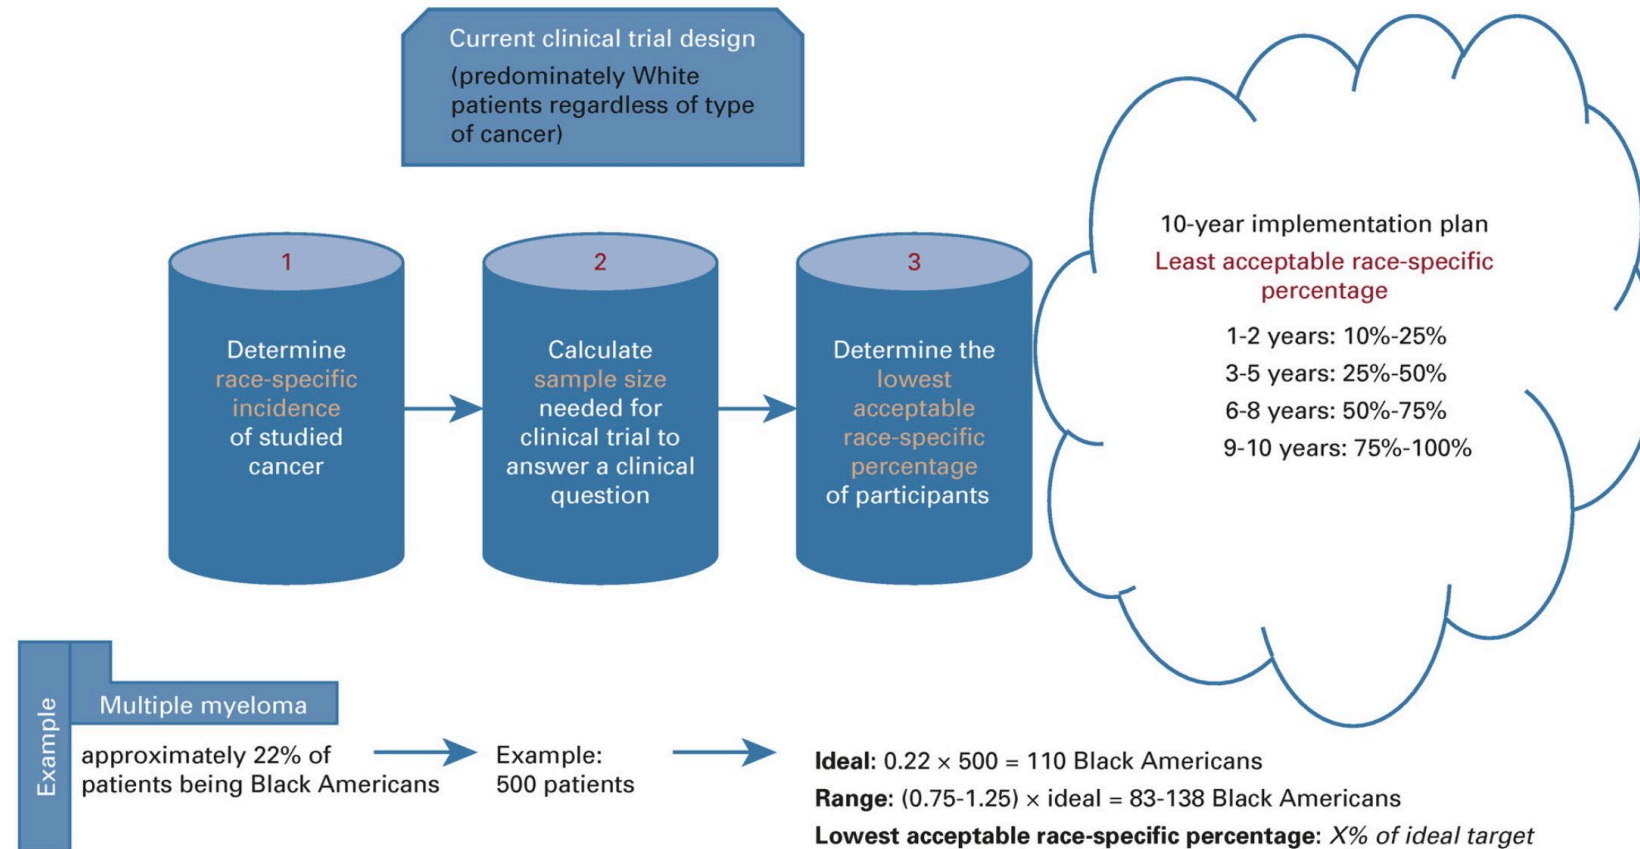 Current clinical trial design
(predominately White
patients regardless of type
of cancer)
1
Determine
race-specific
incidence
of studied
cancer
2
Calculate
sample size
needed for
clinical trial to
answer a clinical
question
3
Determine the
lowest
acceptable
race-specific
percentage
of participants
10-year implementation plan
Least acceptable race-specific
percentage
1-2 years: 10%-25%
3-5 years: 25%-50%
6-8 years: 50%-75%
9-10 years: 75%-100%
Example
Multiple myeloma
approximately 22% of
patients being Black Americans
Example:
500 patients
Ideal: 0.22 × 500 = 110 Black Americans
Range: (0.75-1.25) × ideal = 83-138 Black Americans
Lowest acceptable race-specific percentage: X% of ideal target